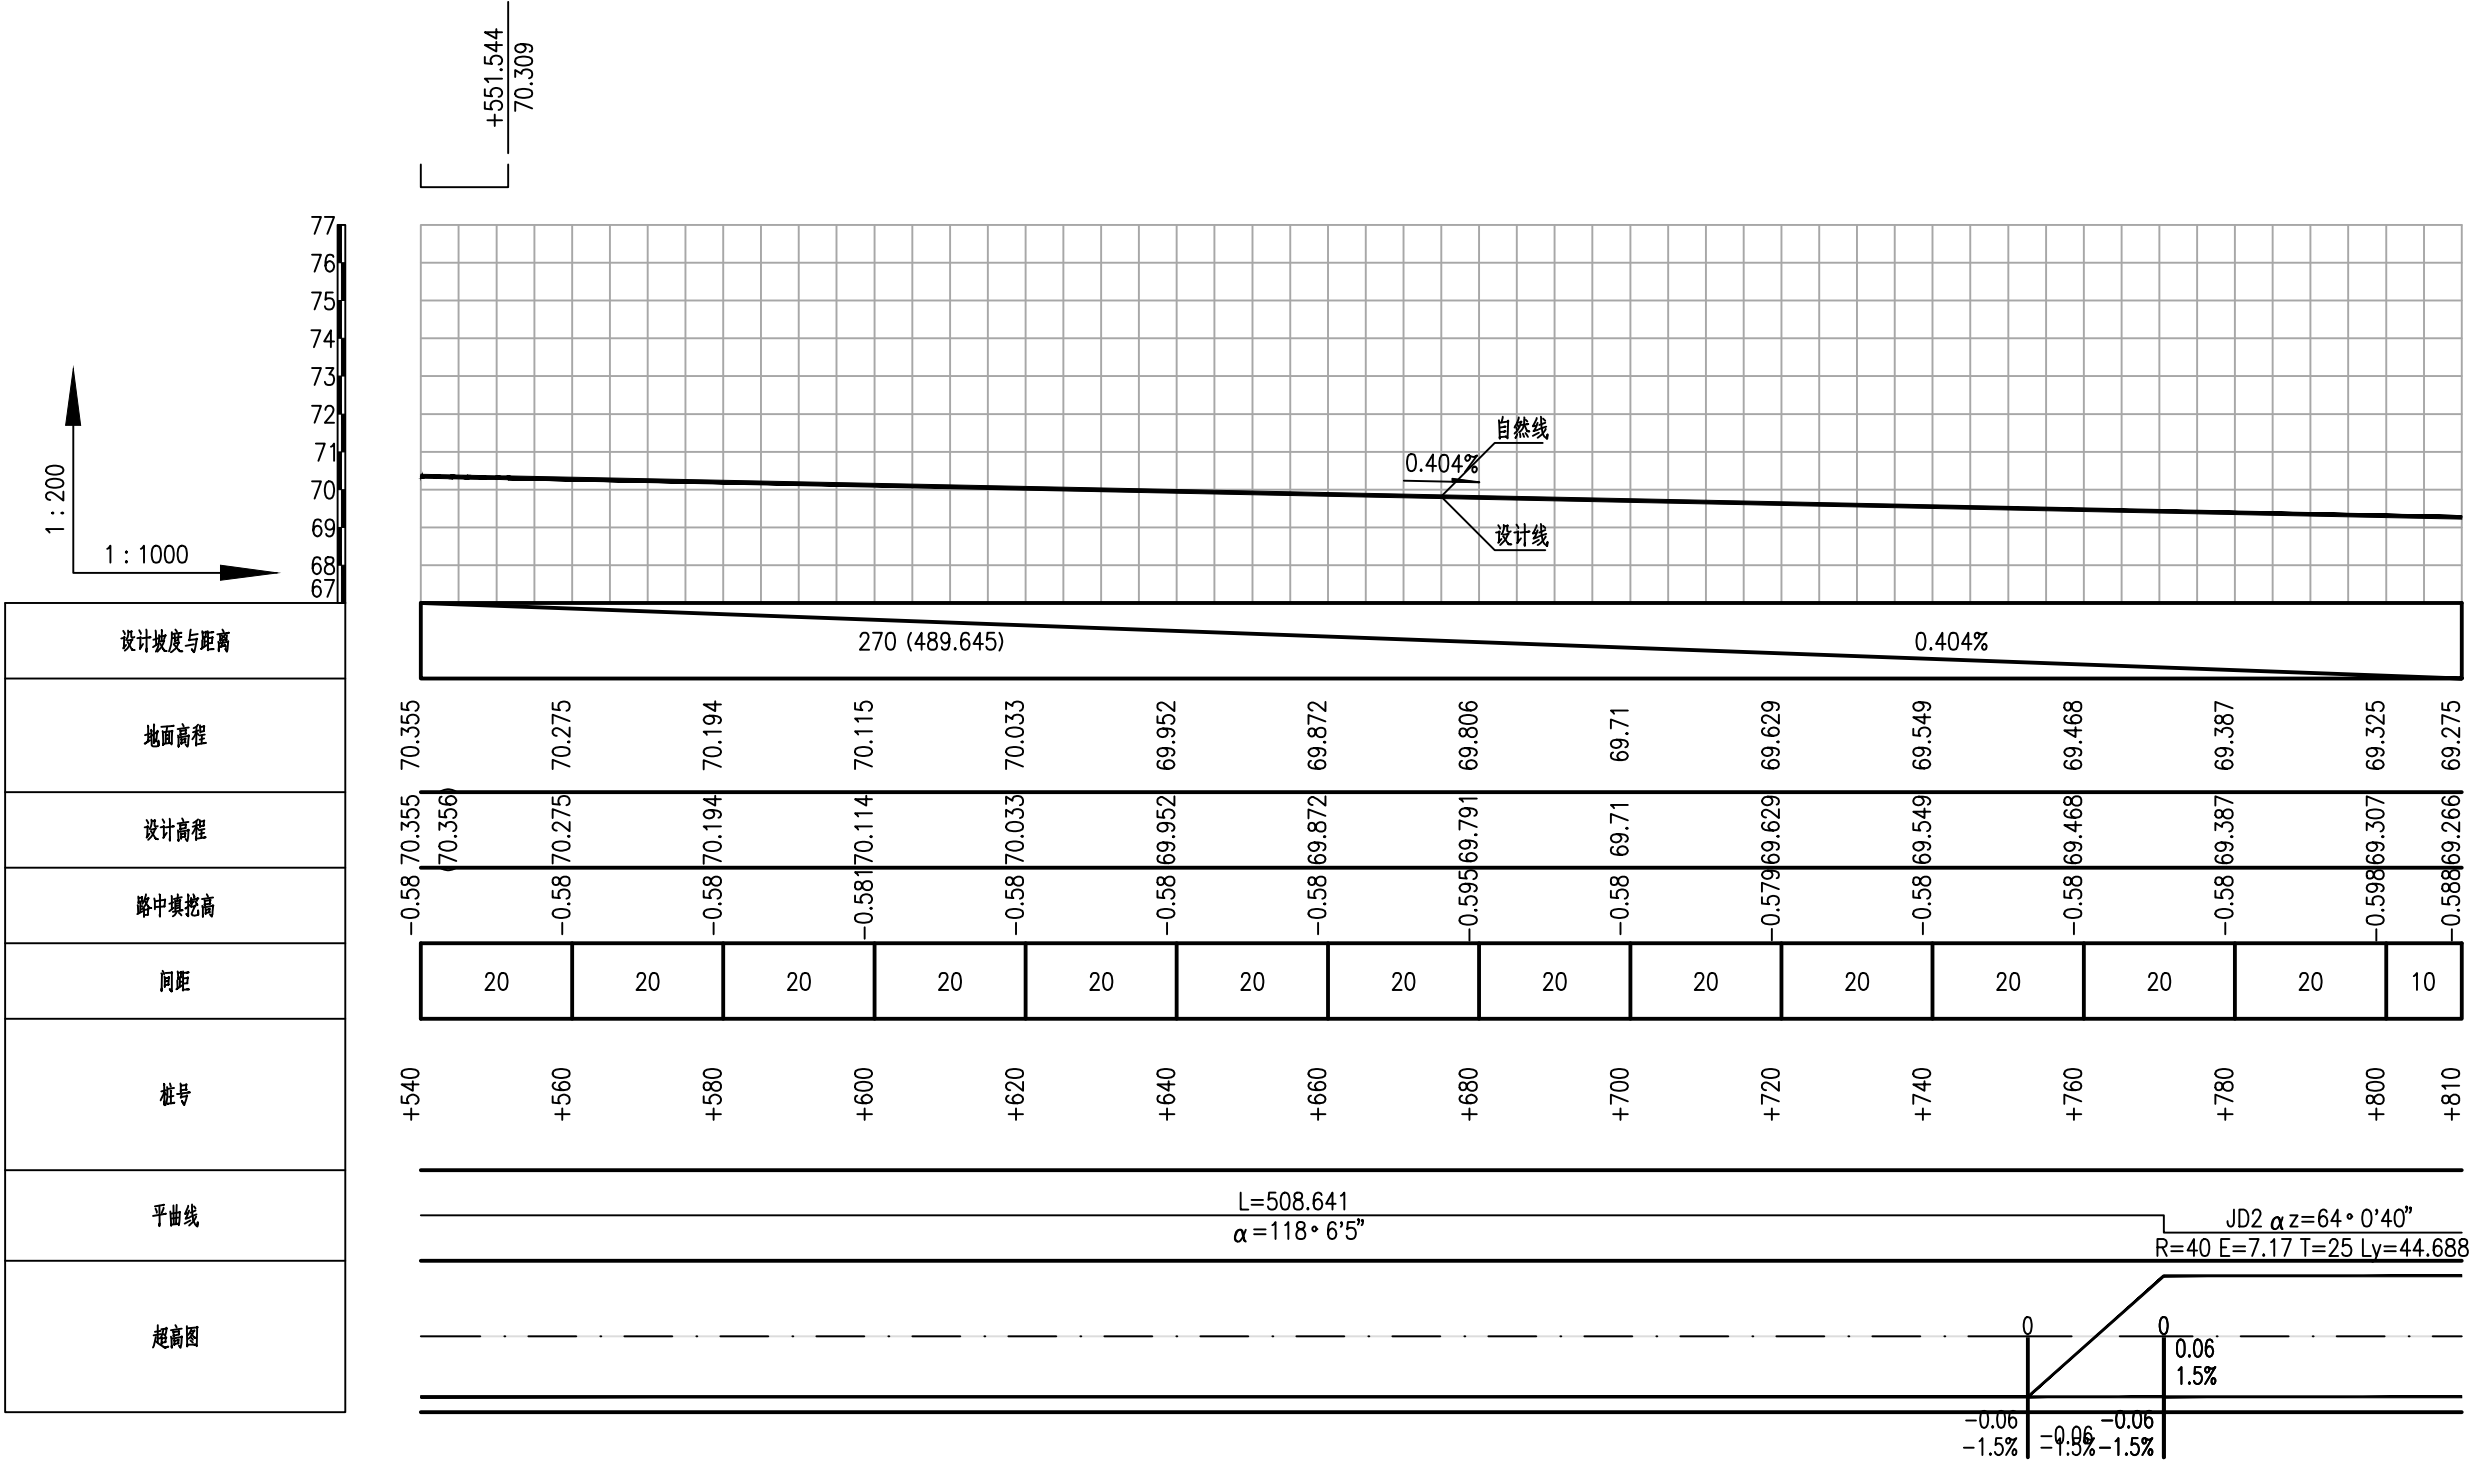 +551.544
70.309
77
76
75
74
73
72
71
70
69
68
67
1:200
1:1000
自然线
0.404%
设计线
设计坡度与距离 270 (489.645) 0.404%
地面高程 70.355 70.275 70.194 70.115 70.033 69.952 69.872 69.806 69.71 69.629 69.549 69.468 69.387 69.325 69.275
设计高程 70.355 (70.356) 70.275 70.194 70.114 70.033 69.952 69.872 69.791 69.71 69.629 69.549 69.468 69.387 69.307 69.266
路中填挖高 -0.58 -0.58 -0.58 -0.581 -0.58 -0.58 -0.58 -0.595 -0.58 -0.579 -0.58 -0.58 -0.58 -0.598 -0.588
间距 20 20 20 20 20 20 20 20 20 20 20 20 20 10
桩号 +540 +560 +580 +600 +620 +640 +660 +680 +700 +720 +740 +760 +780 +800 +810
平曲线
L=508.641
α=118°6'5"
JD2 αz=64°0'40"
R=40 E=7.17 T=25 Ly=44.688
超高图
0 0
0.06
1.5%
-0.06 -0.06 -0.06
-1.5% -1.5% -1.5%